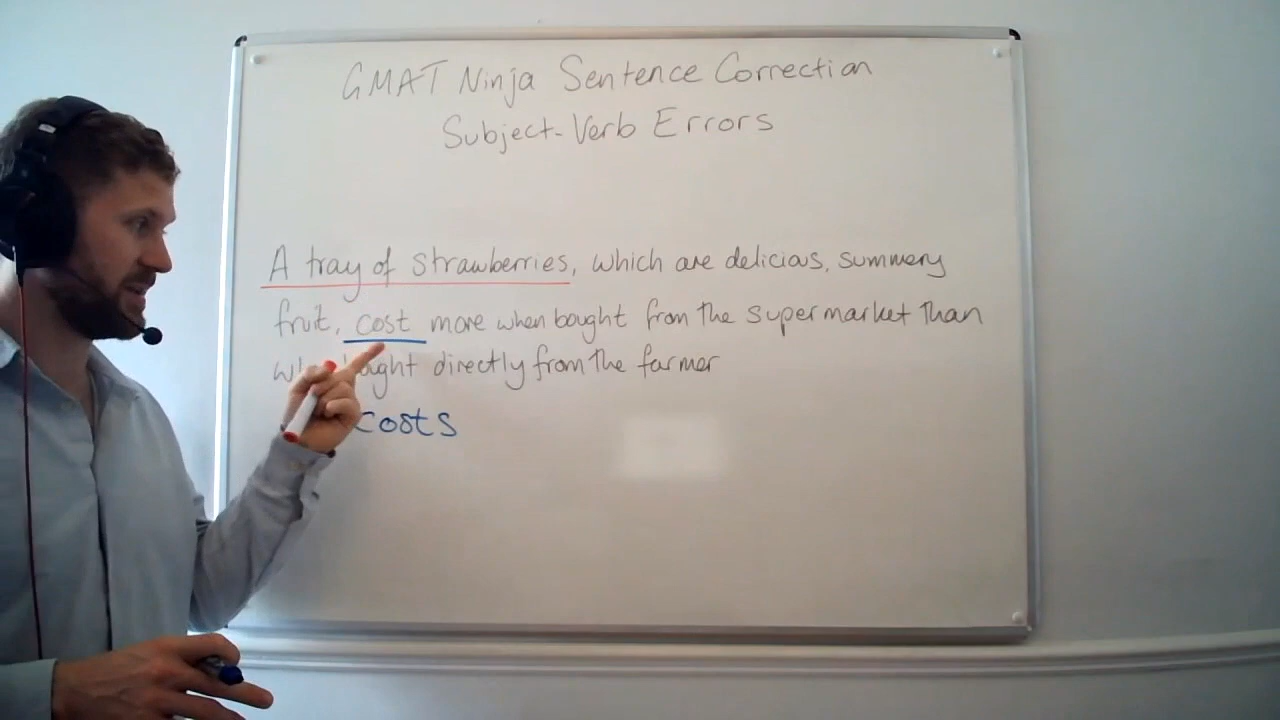 GMAT Ninja Sentence Correction
Subject-Verb Errors
A tray of strawberries, which are delicious, summery
fruit, cost more when bought from the supermarket than
directly from the farmer
costs